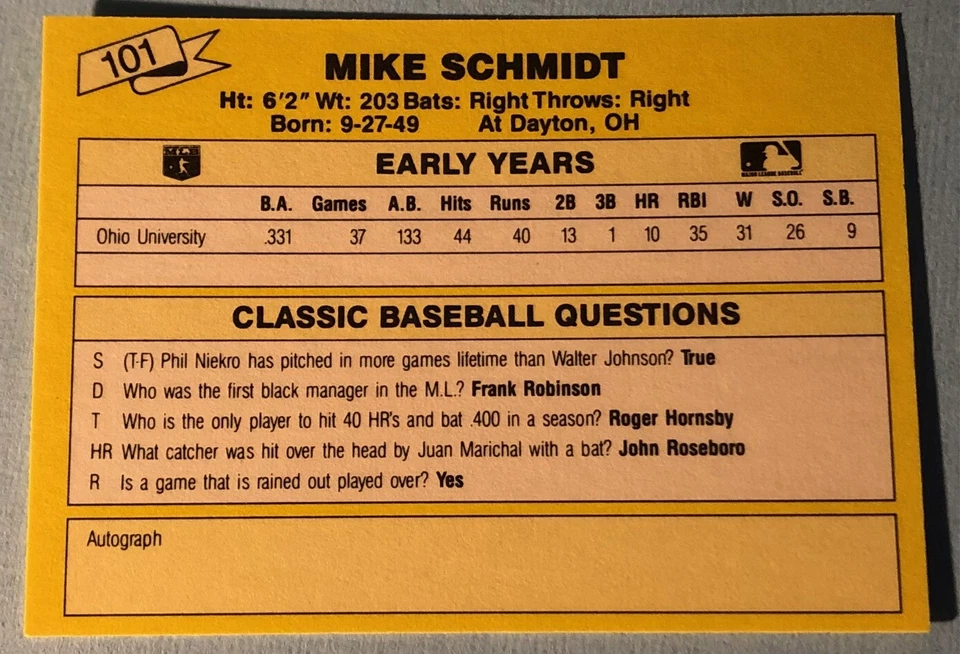 101
MIKE SCHMIDT
Ht: 6'2" Wt: 203 Bats: Right Throws: Right
Born: 9-27-49 At Dayton, OH
EARLY YEARS
MAJOR LEAGUE BASEBALL
B.A. Games A.B. Hits Runs 2B 3B HR RBI W S.O. S.B.
Ohio University .331 37 133 44 40 13 1 10 35 31 26 9
CLASSIC BASEBALL QUESTIONS
S (T-F) Phil Niekro has pitched in more games lifetime than Walter Johnson? True
D Who was the first black manager in the M.L.? Frank Robinson
T Who is the only player to hit 40 HR's and bat .400 in a season? Roger Hornsby
HR What catcher was hit over the head by Juan Marichal with a bat? John Roseboro
R Is a game that is rained out played over? Yes
Autograph